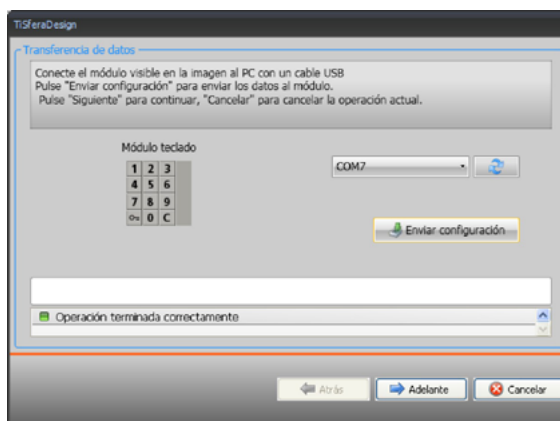 TiSferaDesign
Transferencia de datos
Conecte el módulo visible en la imagen al PC con un cable USB
Pulse "Enviar configuración" para enviar los datos al módulo.
Pulse "Siguiente" para continuar, "Cancelar" para cancelar la operación actual.
Módulo teclado
1 2 3
4 5 6
7 8 9
0 C
COM7
Enviar configuración
Operación terminada correctamente
Atrás
Adelante
Cancelar